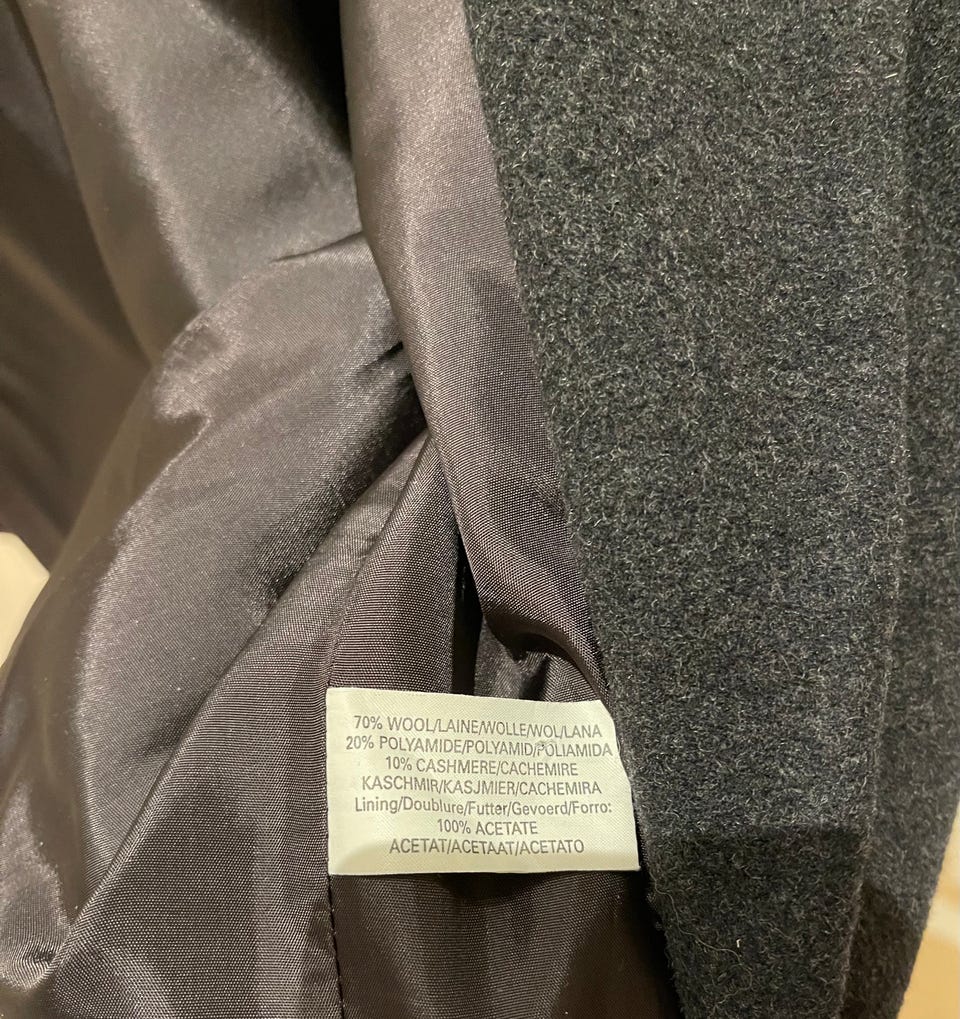 70% WOOL/LAINE/WOLLE/WOL/LANA
20% POLYAMIDE/POLYAMID/POLIAMIDA
10% CASHMERE/CACHEMIRE
KASCHMIR/KASJMIER/CACHEMIRA
Lining/Doublure/Futter/Gevoerd/Forro:
100% ACETATE
ACETAT/ACETAAT/ACETATO